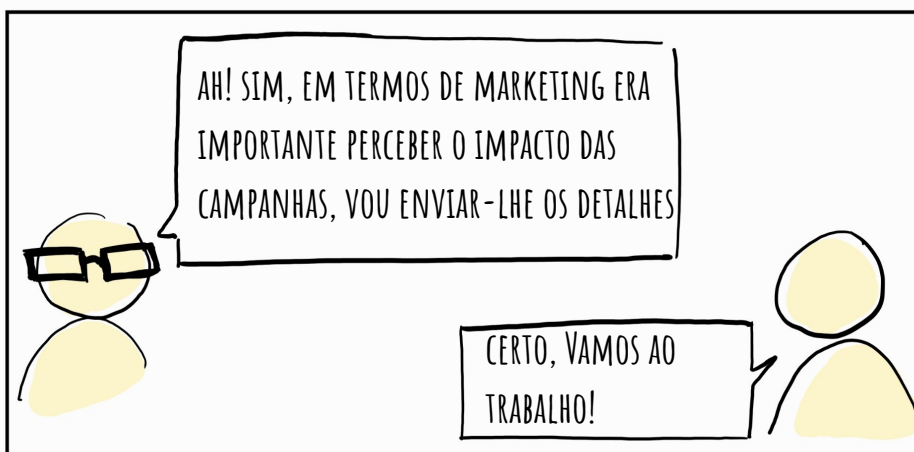 AH! SIM, EM TERMOS DE MARKETING ERA
IMPORTANTE PERCEBER O IMPACTO DAS
CAMPANHAS, VOU ENVIAR-LHE OS DETALHES
CERTO, VAMOS AO
TRABALHO!